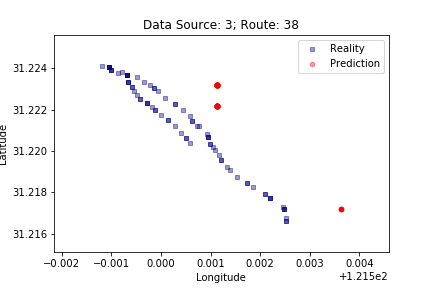 Data Source: 3; Route: 38
Reality
Prediction
31.224
31.222
31.220
31.218
31.216
Latitude
−0.002
−0.001
0.000
0.001
0.002
0.003
0.004
+1.215e2
Longitude